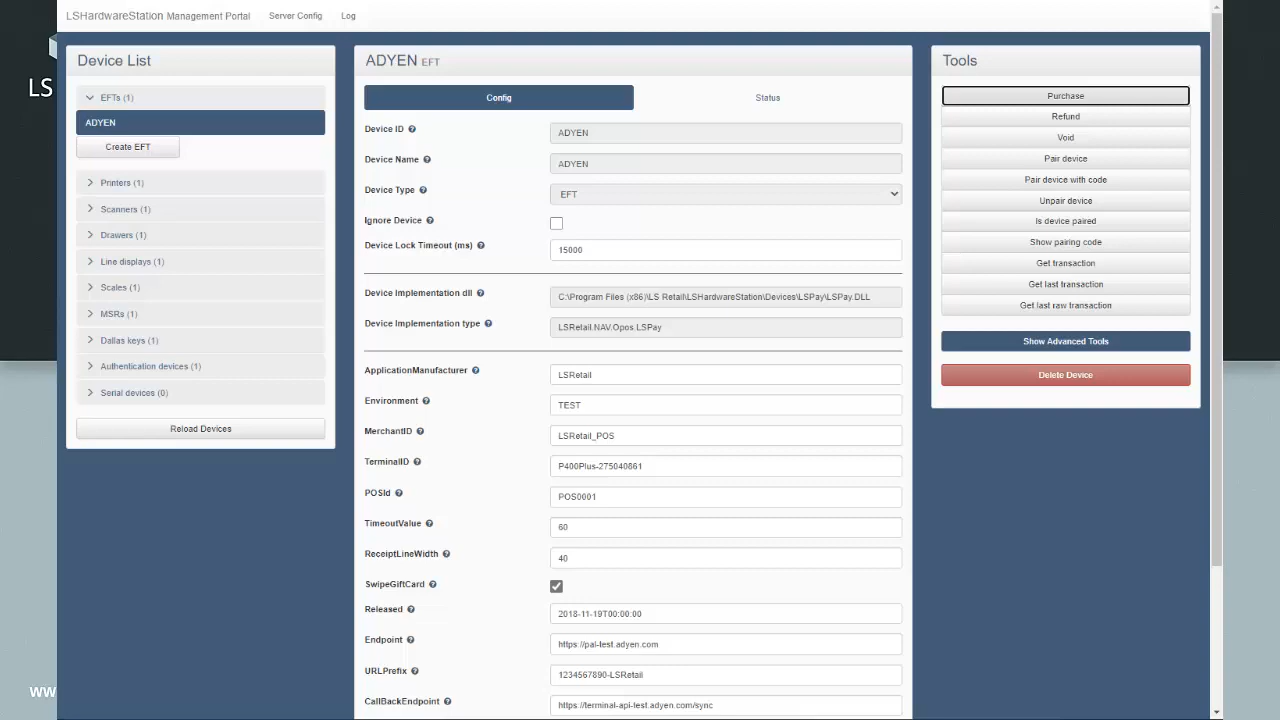 LSHardwareStation Management Portal Server Config Log
LS
ww
Device List
EFTs (1)
ADYEN
Create EFT
Printers (1)
Scanners (1)
Drawers (1)
Line displays (1)
Scales (1)
MSRs (1)
Dallas keys (1)
Authentication devices (1)
Serial devices (0)
Reload Devices
ADYEN EFT
Config Status
Device ID ADYEN
Device Name ADYEN
Device Type EFT
Ignore Device
Device Lock Timeout (ms) 15000
Device Implementation dll C:\Program Files (x86)\LS Retail\LSHardwareStation\Devices\LSPay\LSPay.DLL
Device Implementation type LSRetail.NAV.Opos.LSPay
ApplicationManufacturer LSRetail
Environment TEST
MerchantID LSRetail_POS
TerminalID P400Plus-275040861
POSId POS0001
TimeoutValue 60
ReceiptLineWidth 40
SwipeGiftCard
Released 2018-11-19T00:00:00
Endpoint https://pal-test.adyen.com
URLPrefix 1234567890-LSRetail
CallBackEndpoint https://terminal-api-test.adyen.com/sync
Tools
Purchase
Refund
Void
Pair device
Pair device with code
Unpair device
Is device paired
Show pairing code
Get transaction
Get last transaction
Get last raw transaction
Show Advanced Tools
Delete Device